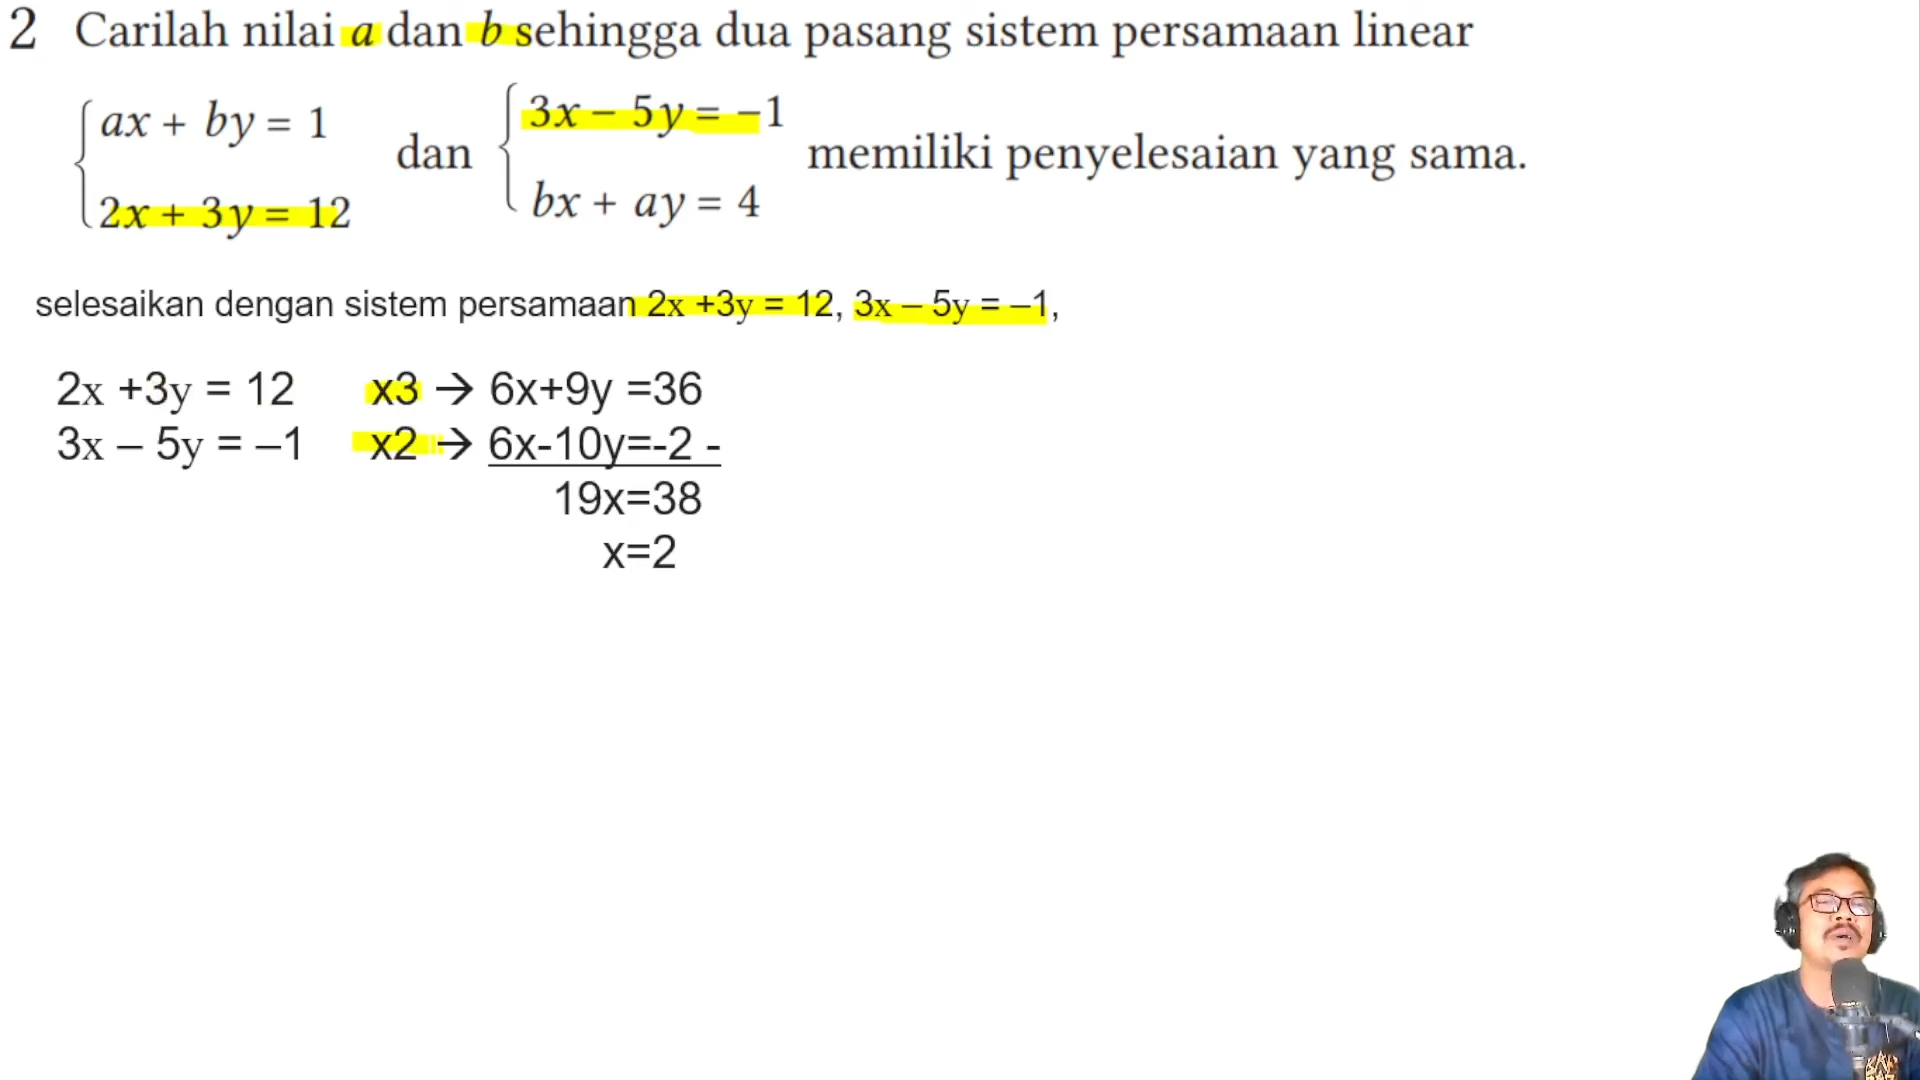 2 Carilah nilai a dan b sehingga dua pasang sistem persamaan linear
ax + by = 1
2x + 3y = 12
dan
3x − 5y = −1
bx + ay = 4
memiliki penyelesaian yang sama.
selesaikan dengan sistem persamaan 2x +3y = 12, 3x – 5y = –1,
2x +3y = 12 x3 → 6x+9y =36
3x – 5y = –1 x2 → 6x-10y=-2 -
19x=38
x=2